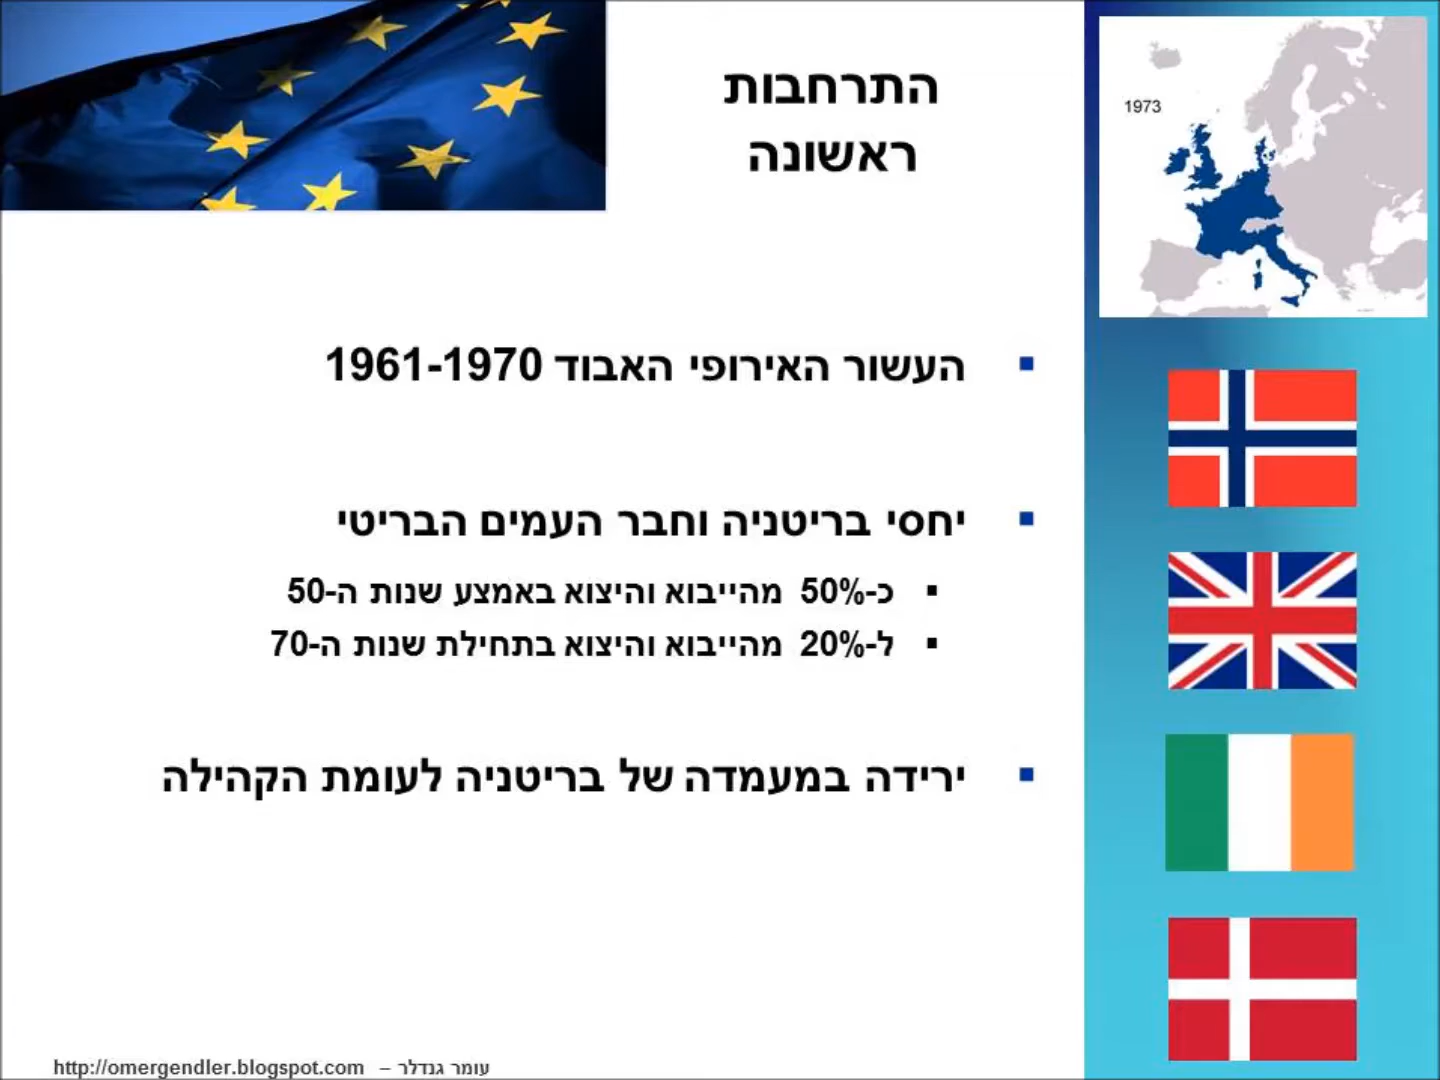 התרחבות
ראשונה
1973
העשור האירופי האבוד 1961-1970
יחסי בריטניה וחבר העמים הבריטי
כ-50% מהייבוא והיצוא באמצע שנות ה-50
ל-20% מהייבוא והיצוא בתחילת שנות ה-70
ירידה במעמדה של בריטניה לעומת הקהילה
עומר גנדלר – http://omergendler.blogspot.com